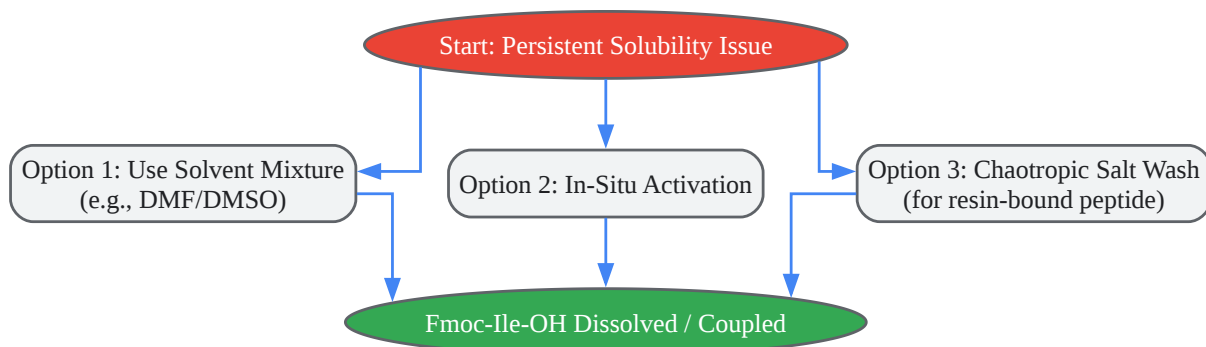 Start: Persistent Solubility Issue
Option 1: Use Solvent Mixture
(e.g., DMF/DMSO)
Option 2: In-Situ Activation
Option 3: Chaotropic Salt Wash
(for resin-bound peptide)
Fmoc-Ile-OH Dissolved / Coupled